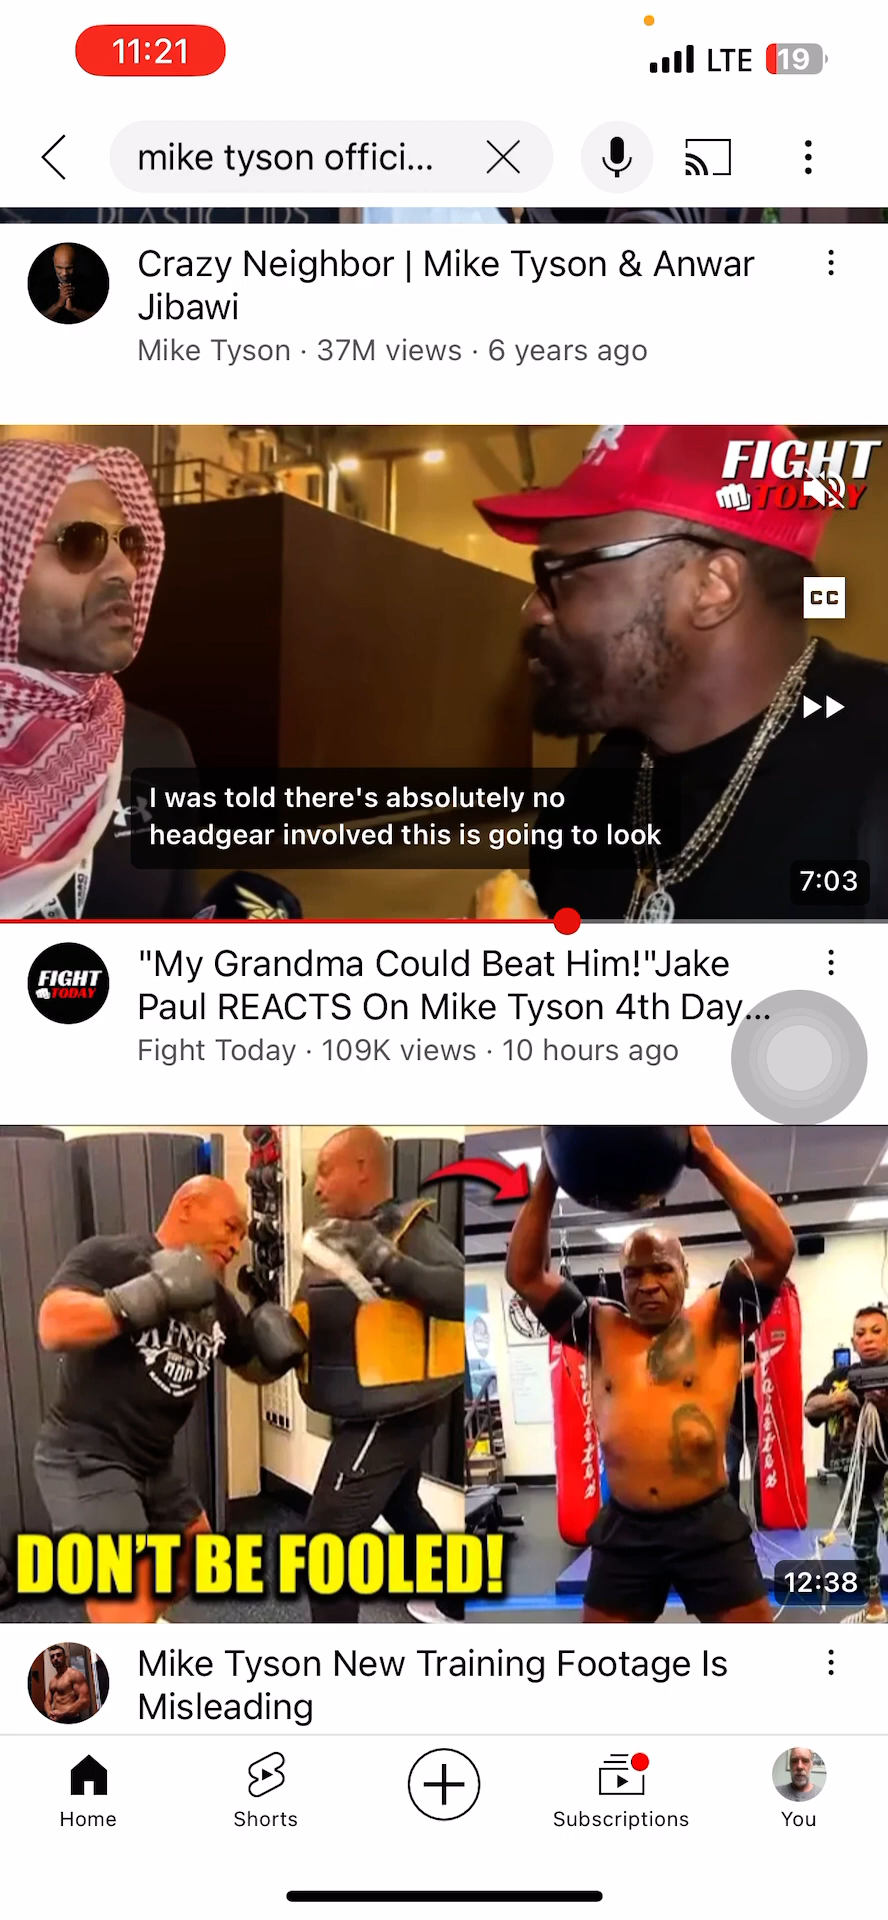 11:21
LTE 19
mike tyson offici...
PLASTIC LIDS
Crazy Neighbor | Mike Tyson & Anwar
Jibawi
Mike Tyson · 37M views · 6 years ago
FIGHT
TODAY
CC
I was told there's absolutely no
headgear involved this is going to look
7:03
FIGHT
TODAY
"My Grandma Could Beat Him!"Jake
Paul REACTS On Mike Tyson 4th Day...
Fight Today · 109K views · 10 hours ago
DON'T BE FOOLED!
12:38
Mike Tyson New Training Footage Is
Misleading
Home
Shorts
Subscriptions
You